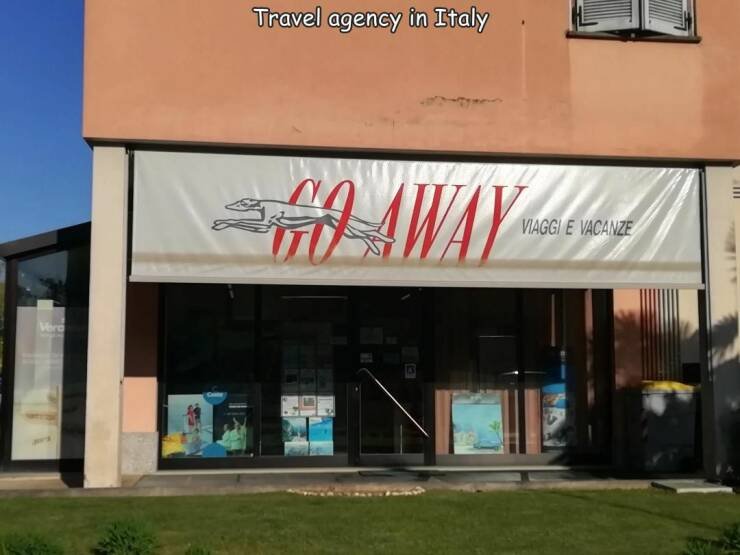 Travel agency in Italy
GO AWAY
VIAGGI E VACANZE